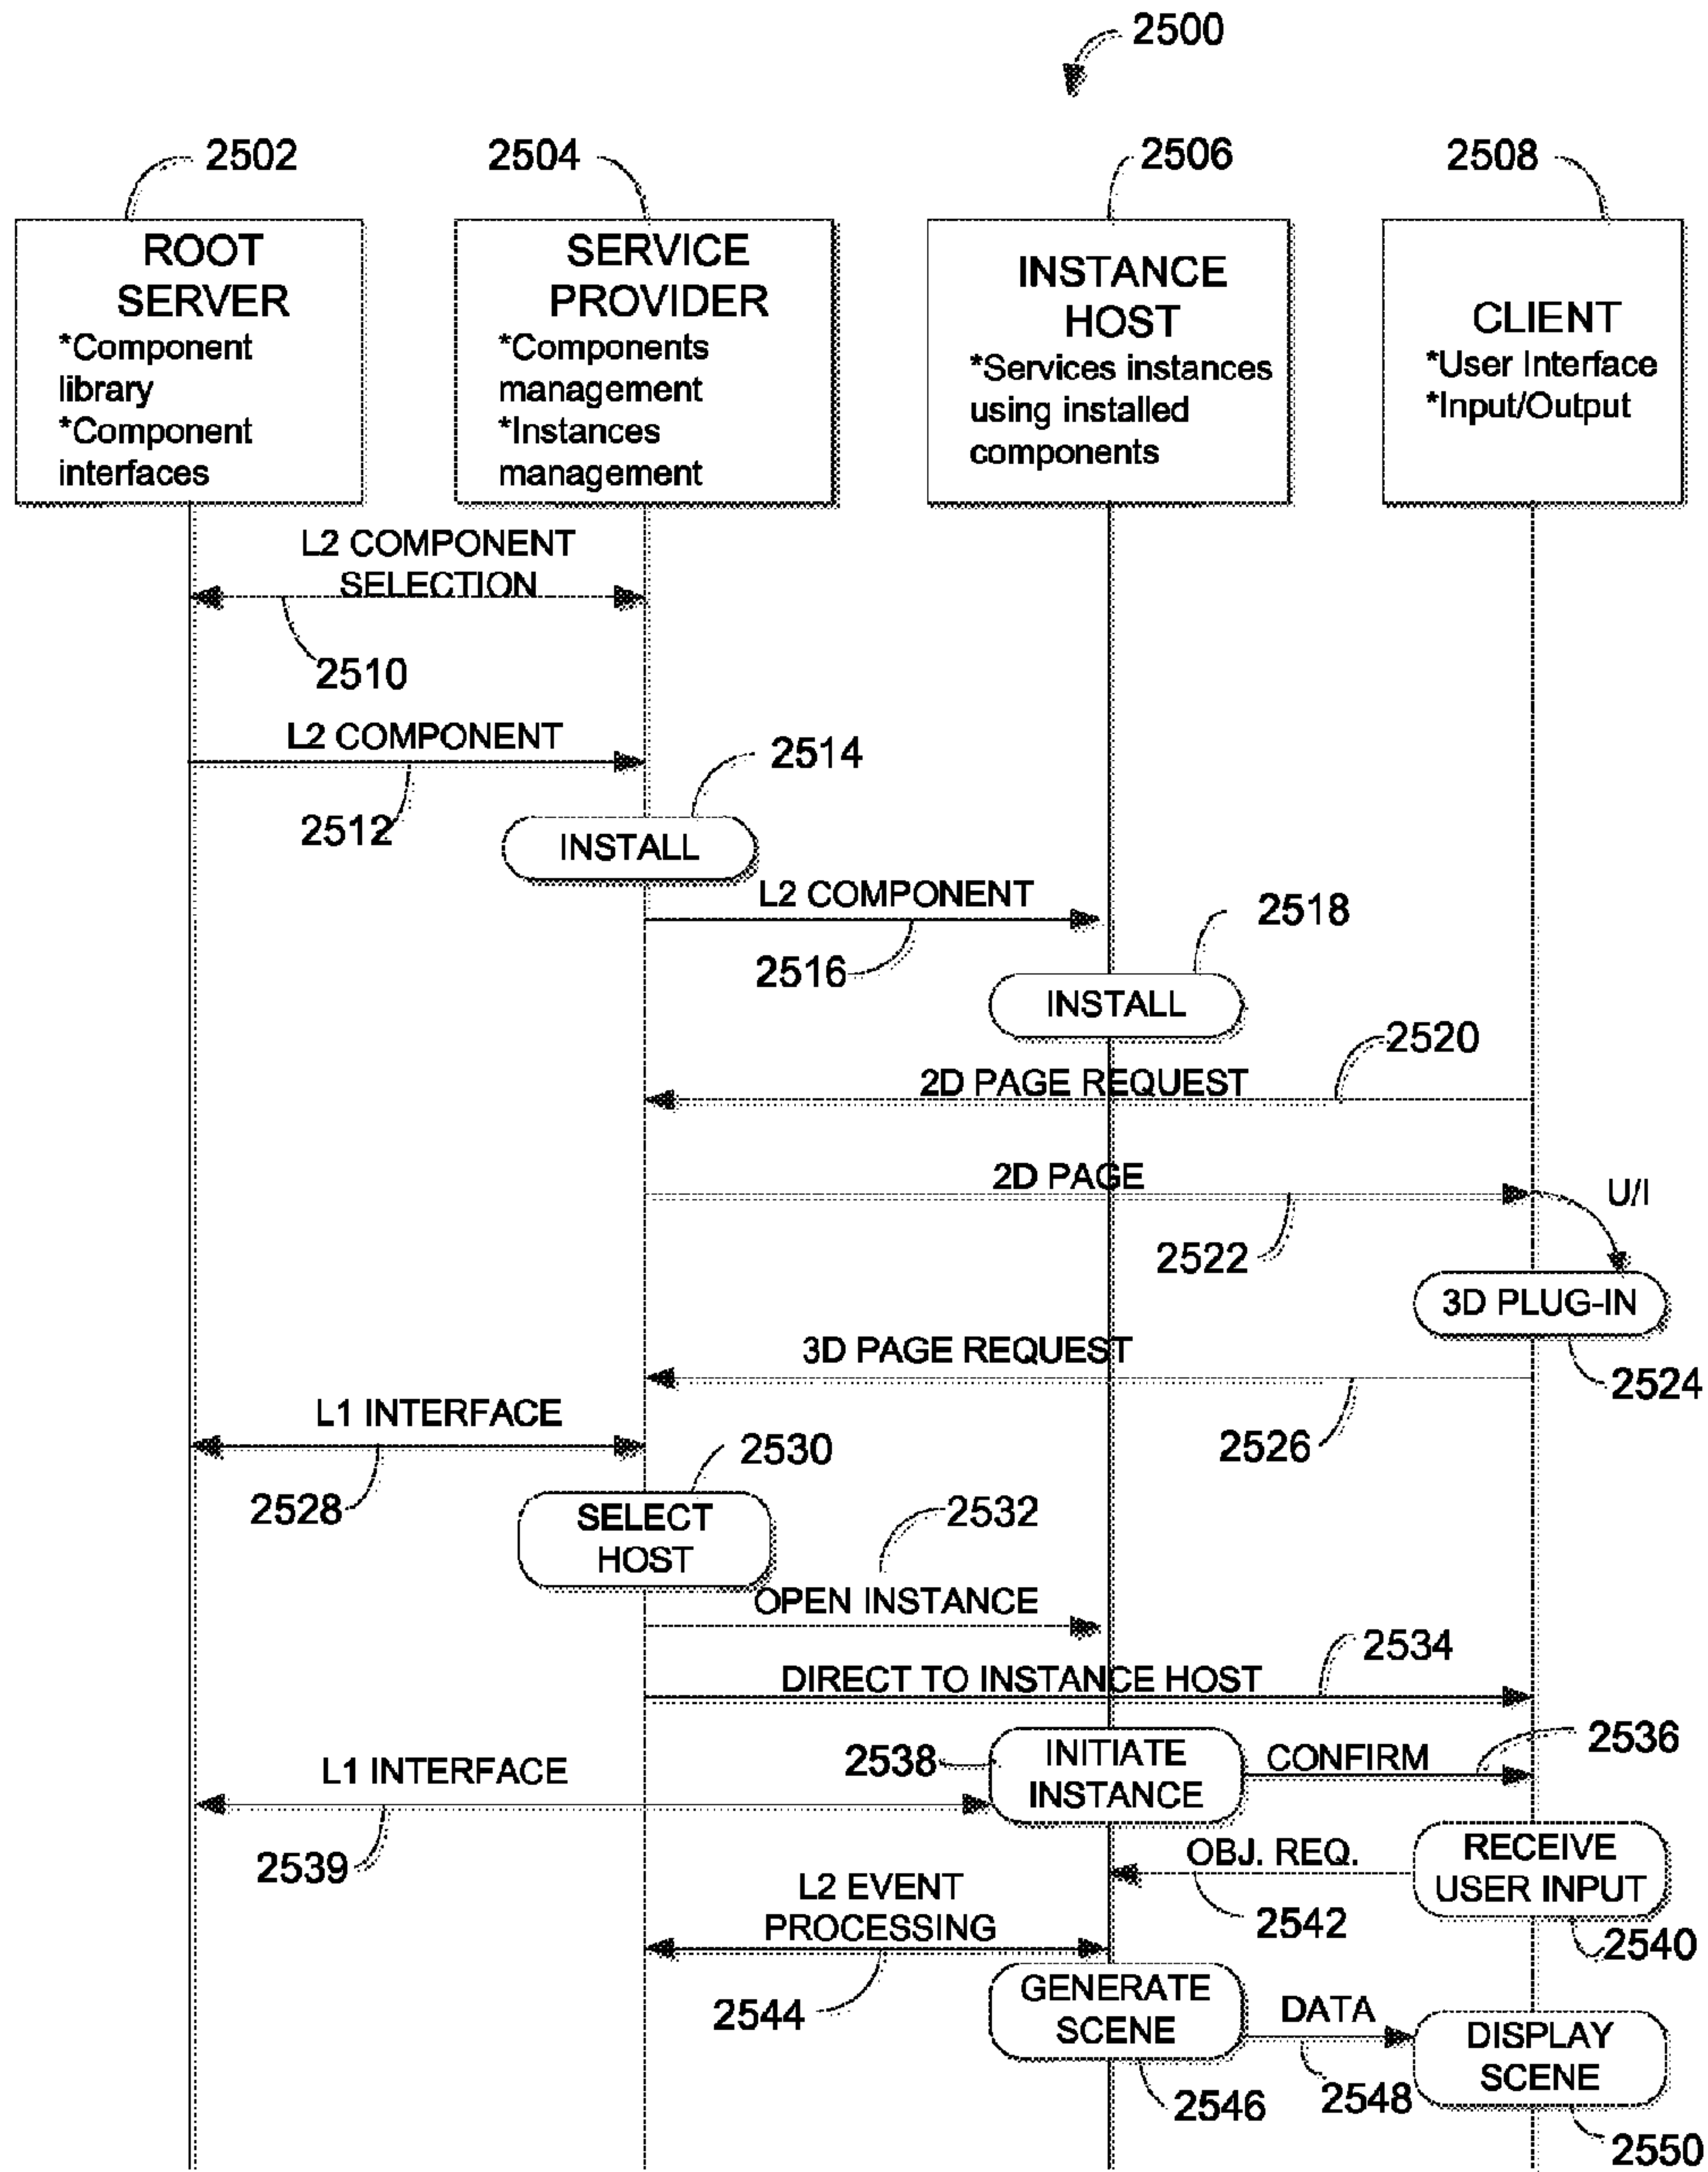 2500
2502
2504
2506
2508
ROOT
SERVER
*Component
library
*Component
interfaces
SERVICE
PROVIDER
*Components
management
*Instances
management
INSTANCE
HOST
*Services instances
using installed
components
CLIENT
*User Interface
*Input/Output
L2 COMPONENT
SELECTION
2510
L2 COMPONENT
2512
2514
INSTALL
L2 COMPONENT
2516
2518
INSTALL
2520
2D PAGE REQUEST
2D PAGE
2522
U/I
3D PLUG-IN
2524
3D PAGE REQUEST
2526
L1 INTERFACE
2528
2530
SELECT
HOST
2532
OPEN INSTANCE
2534
DIRECT TO INSTANCE HOST
2536
2538
INITIATE
INSTANCE
CONFIRM
L1 INTERFACE
2539
RECEIVE
USER INPUT
2540
OBJ. REQ.
2542
L2 EVENT
PROCESSING
2544
GENERATE
SCENE
2546
DATA
2548
DISPLAY
SCENE
2550